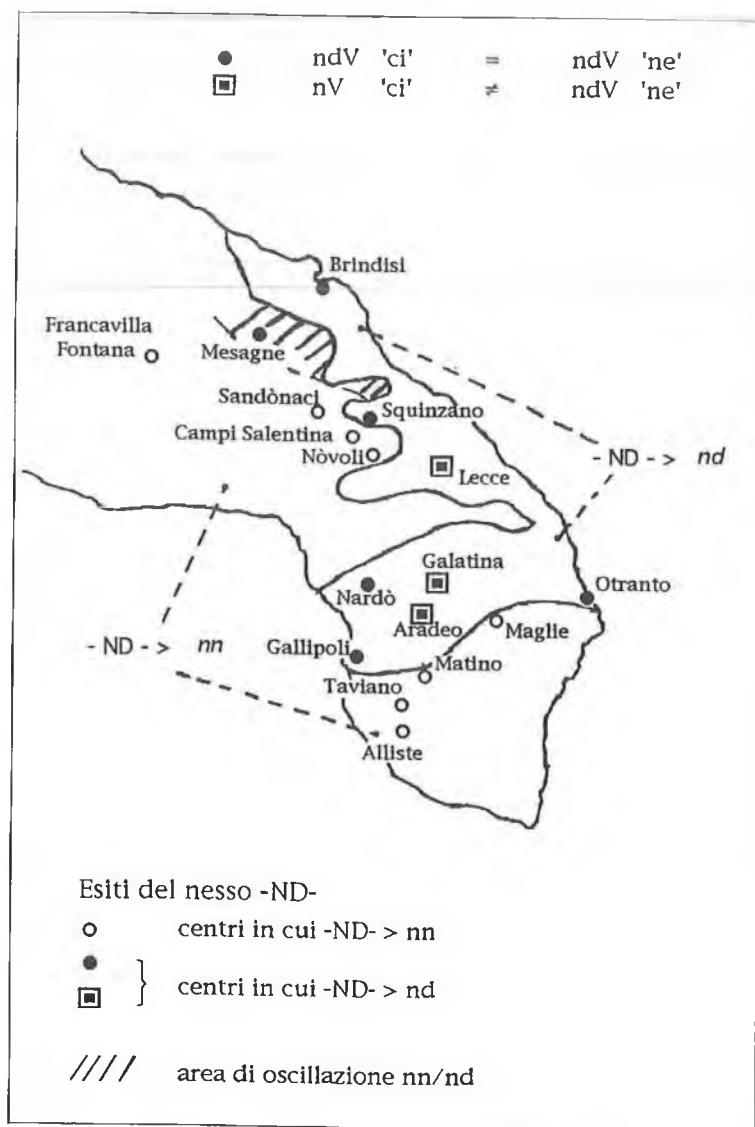 ● ndV 'ci' = ndV 'ne'
▣ nV 'ci' ≠ ndV 'ne'
Brindisi
Francavilla
Fontana
Mesagne
Sandònaci
Squinzano
Campi Salentina
Nòvoli
Lecce
- ND - > nd
Galatina
Nardò
Otranto
Aradeo
Maglie
- ND - > nn
Gallipoli
Matino
Taviano
Alliste
Esiti del nesso -ND-
○ centri in cui -ND- > nn
●
▣ } centri in cui -ND- > nd
//// area di oscillazione nn/nd